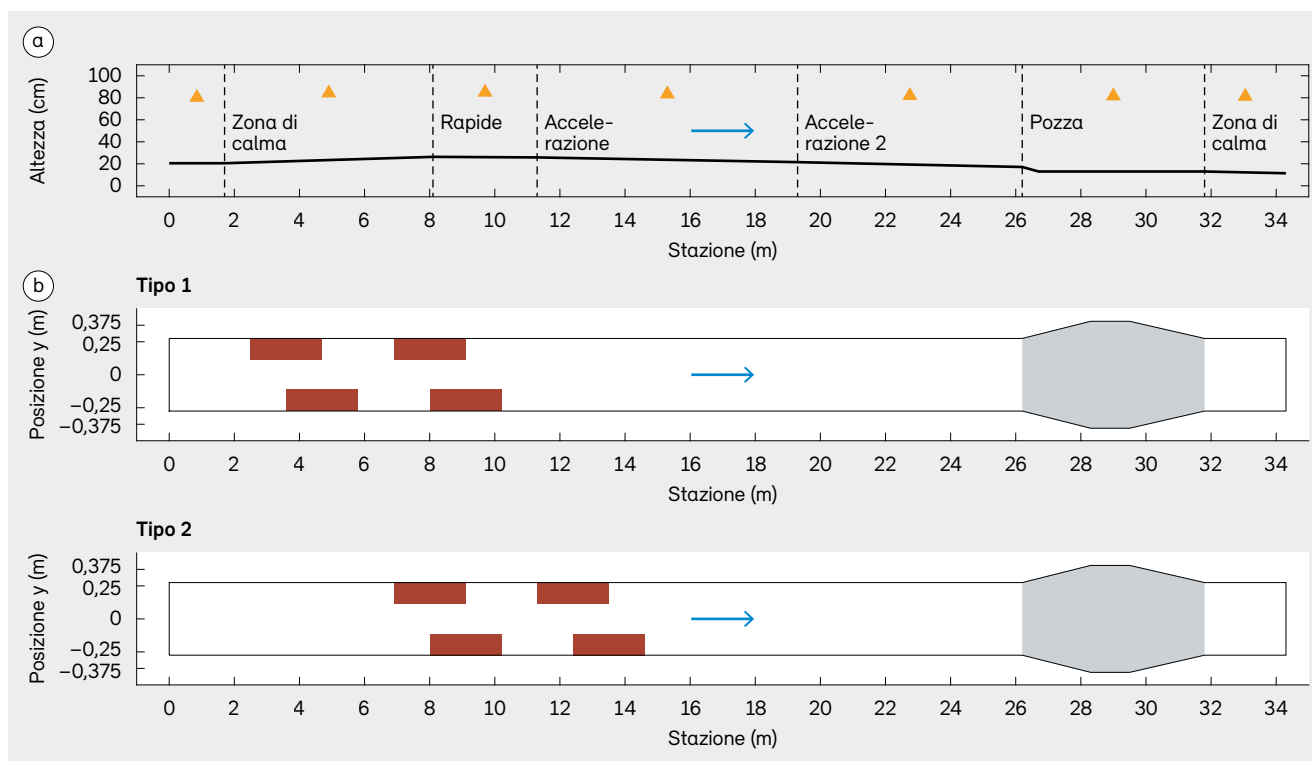 a
Altezza (cm)
100
80
60
40
20
0
Zona di
calma
Rapide
Accele-
razione
Accele-
razione 2
Pozza
Zona di
calma
0 2 4 6 8 10 12 14 16 18 20 22 24 26 28 30 32 34
Stazione (m)
b
Tipo 1
Posizione y (m)
0,375
0,25
0
−0,25
−0,375
0 2 4 6 8 10 12 14 16 18 20 22 24 26 28 30 32 34
Stazione (m)
Tipo 2
Posizione y (m)
0,375
0,25
0
−0,25
−0,375
0 2 4 6 8 10 12 14 16 18 20 22 24 26 28 30 32 34
Stazione (m)